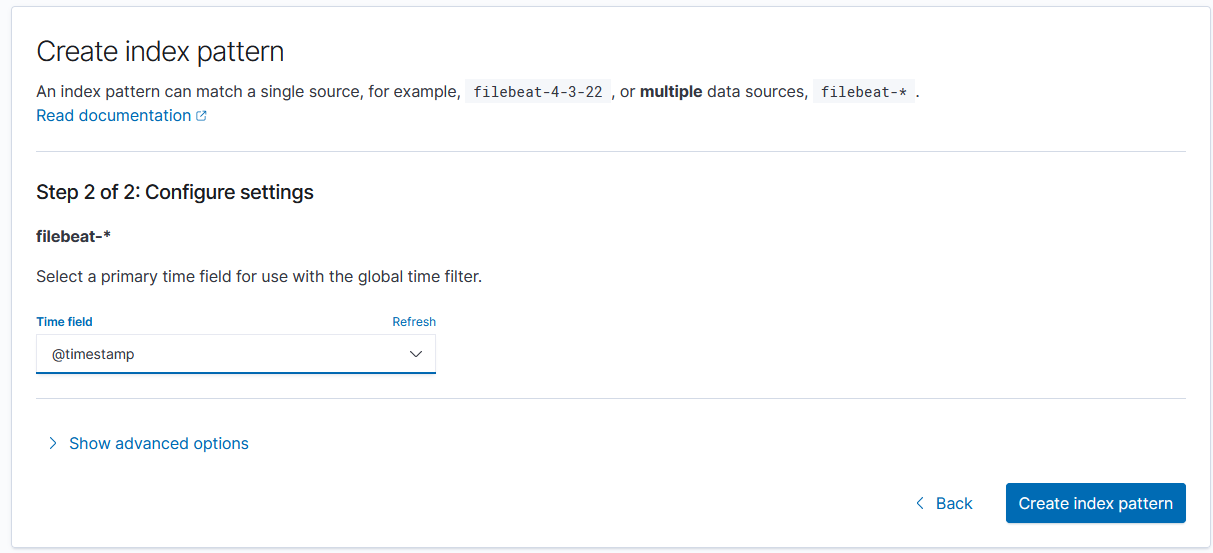 Create index pattern
An index pattern can match a single source, for example, filebeat-4-3-22 , or multiple data sources, filebeat-* .
Read documentation
Step 2 of 2: Configure settings
filebeat-*
Select a primary time field for use with the global time filter.
Time field Refresh
@timestamp
Show advanced options
Back Create index pattern